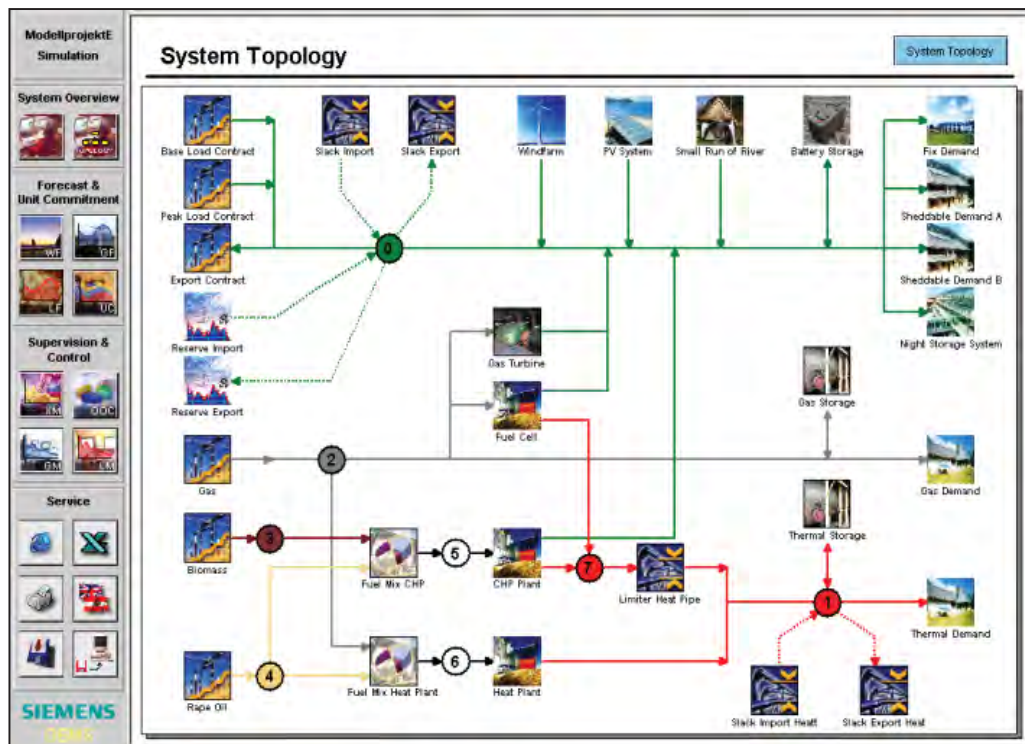 ModellprojektE
Simulation
System Topology
System Topology
System Overview
Forecast &
Unit Commitment
WF
LF
UC
Supervision &
Control
Service
SIEMENS
Base Load Contract
Slack Import
Slack Export
Windfarm
PV System
Small Run of River
Battery Storage
Fix Demand
Peak Load Contract
Sheddable Demand A
0
Export Contract
Sheddable Demand B
Reserve Import
Gas Turbine
Night Storage System
Reserve Export
Fuel Cell
Gas Storage
2
Gas
Gas Demand
Thermal Storage
3
5
7
Biomass
Fuel Mix CHP
CHP Plant
Limiter Heat Pipe
1
Thermal Demand
4
6
Rape Oil
Fuel Mix Heat Plant
Heat Plant
Slack Import Heatt
Slack Export Heat